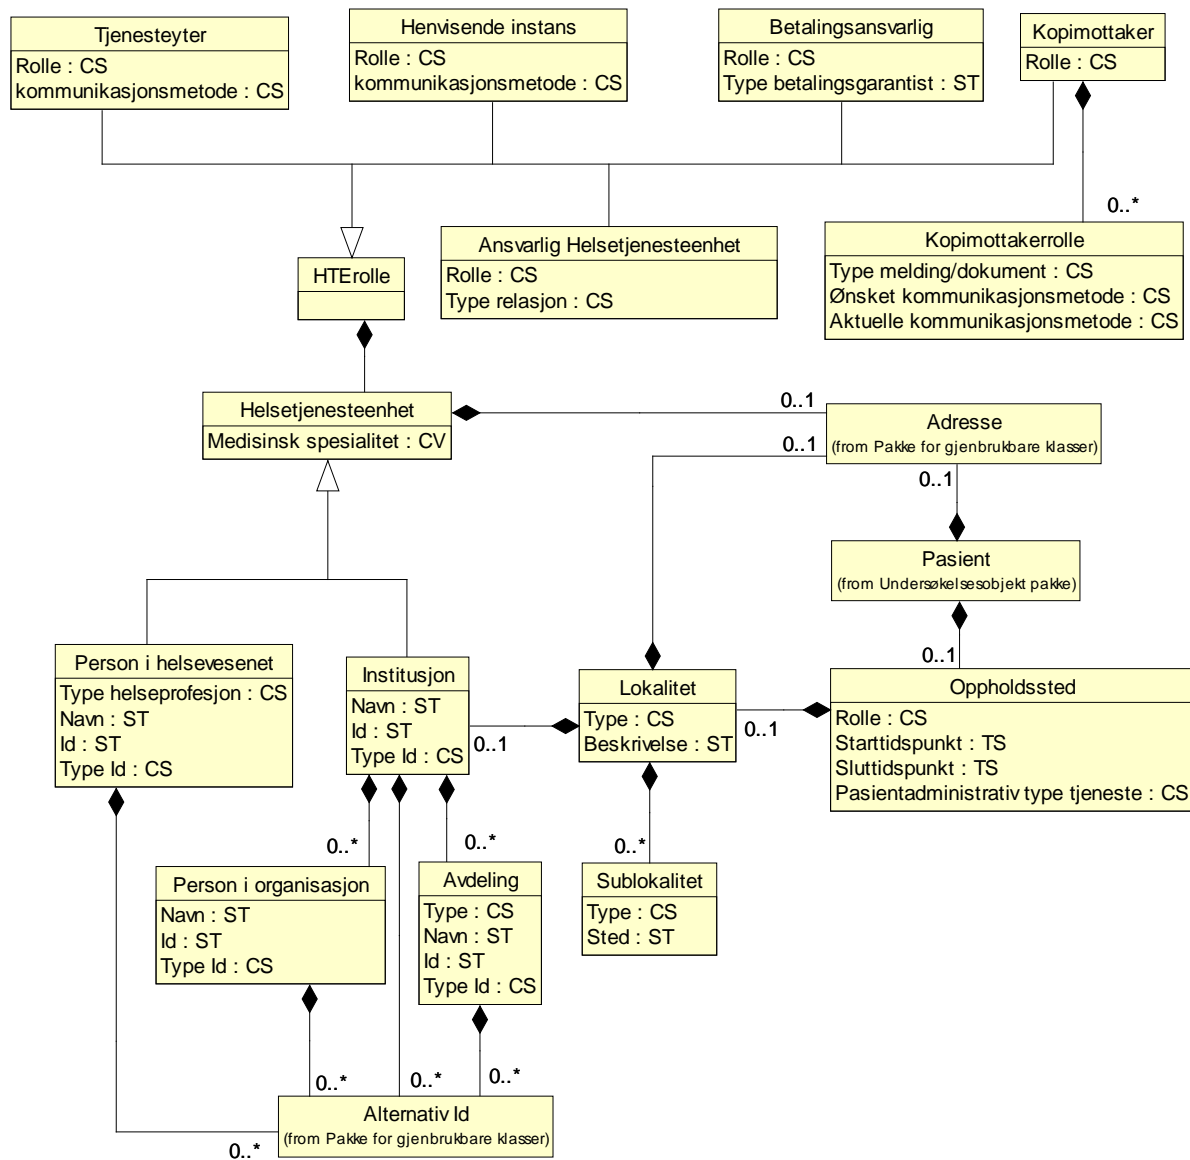 Tjenesteyter
Rolle : CS
kommunikasjonsmetode : CS
Henvisende instans
Rolle : CS
kommunikasjonsmetode : CS
Betalingsansvarlig
Rolle : CS
Type betalingsgarantist : ST
Kopimottaker
Rolle : CS
0..*
HTErolle
Ansvarlig Helsetjenesteenhet
Rolle : CS
Type relasjon : CS
Kopimottakerrolle
Type melding/dokument : CS
Ønsket kommunikasjonsmetode : CS
Aktuelle kommunikasjonsmetode : CS
Helsetjenesteenhet
Medisinsk spesialitet : CV
0..1
0..1
Adresse
(from Pakke for gjenbrukbare klasser)
0..1
Pasient
(from Undersøkelsesobjekt pakke)
0..1
Person i helsevesenet
Type helseprofesjon : CS
Navn : ST
Id : ST
Type Id : CS
Institusjon
Navn : ST
Id : ST
Type Id : CS
0..1
Lokalitet
Type : CS
Beskrivelse : ST
0..1
Oppholdssted
Rolle : CS
Starttidspunkt : TS
Sluttidspunkt : TS
Pasientadministrativ type tjeneste : CS
0..*
0..*
0..*
Person i organisasjon
Navn : ST
Id : ST
Type Id : CS
Avdeling
Type : CS
Navn : ST
Id : ST
Type Id : CS
Sublokalitet
Type : CS
Sted : ST
0..*
0..*
0..*
Alternativ Id
(from Pakke for gjenbrukbare klasser)
0..*